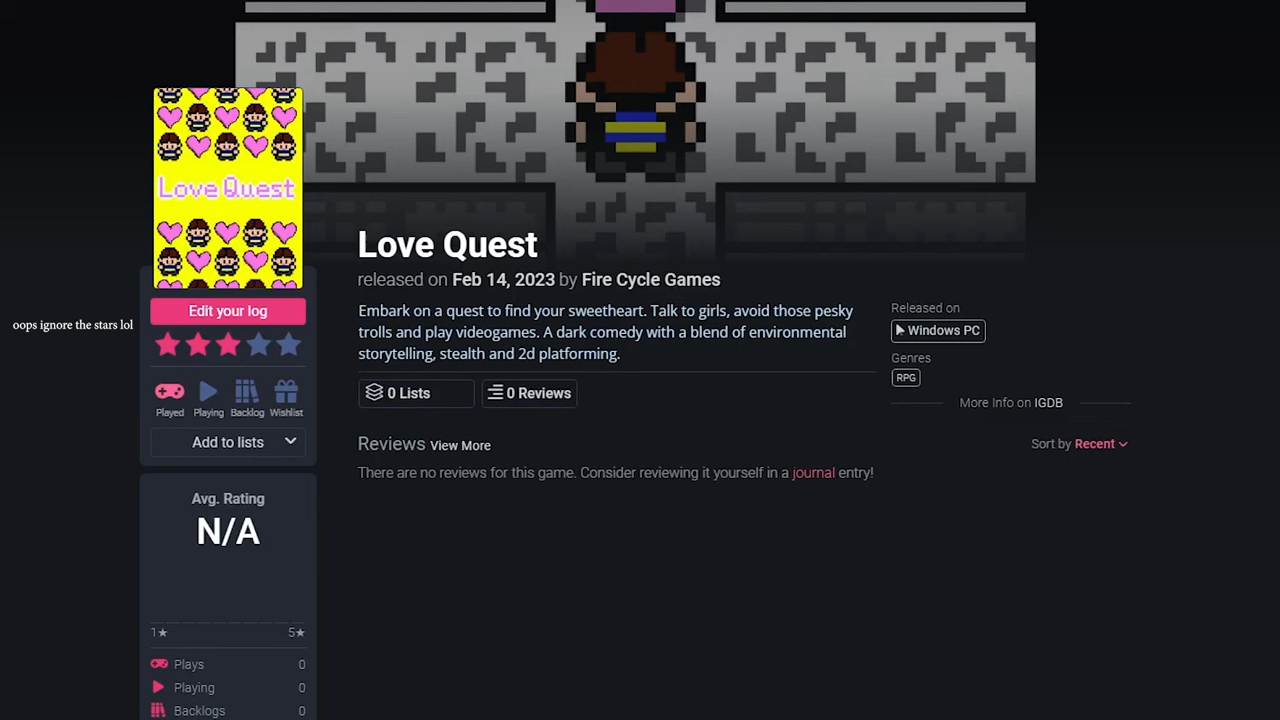 Love Quest
Love Quest
released on Feb 14, 2023 by Fire Cycle Games
Edit your log
oops ignore the stars lol
Embark on a quest to find your sweetheart. Talk to girls, avoid those pesky
trolls and play videogames. A dark comedy with a blend of environmental
storytelling, stealth and 2d platforming.
Released on
Windows PC
Genres
RPG
More Info on IGDB
0 Lists
0 Reviews
Played Playing Backlog Wishlist
Add to lists
Reviews View More
Sort by Recent
There are no reviews for this game. Consider reviewing it yourself in a journal entry!
Avg. Rating
N/A
1★ 5★
Plays 0
Playing 0
Backlogs 0